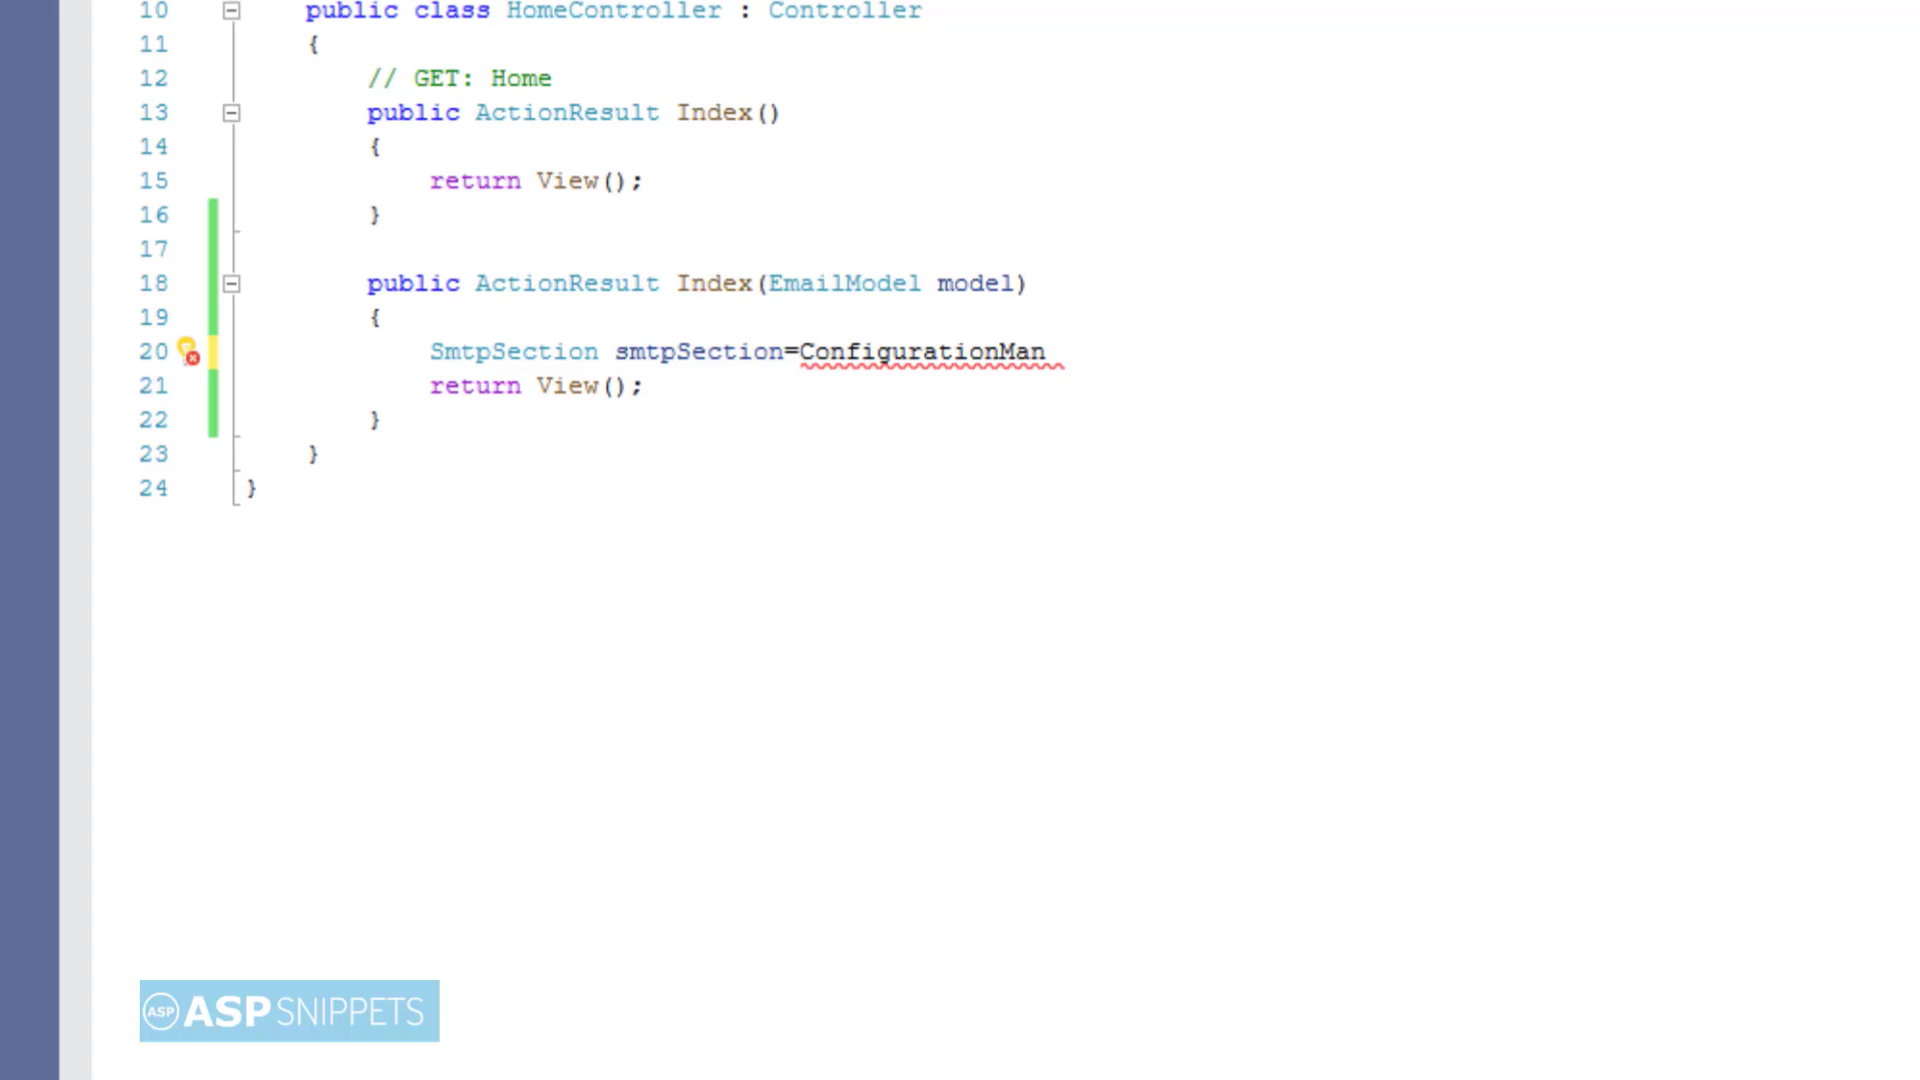 10 public class HomeController : Controller
11 {
12 // GET: Home
13 public ActionResult Index()
14 {
15 return View();
16 }
17
18 public ActionResult Index(EmailModel model)
19 {
20 SmtpSection smtpSection=ConfigurationMan
21 return View();
22 }
23 }
24 }
ASP ASPSNIPPETS